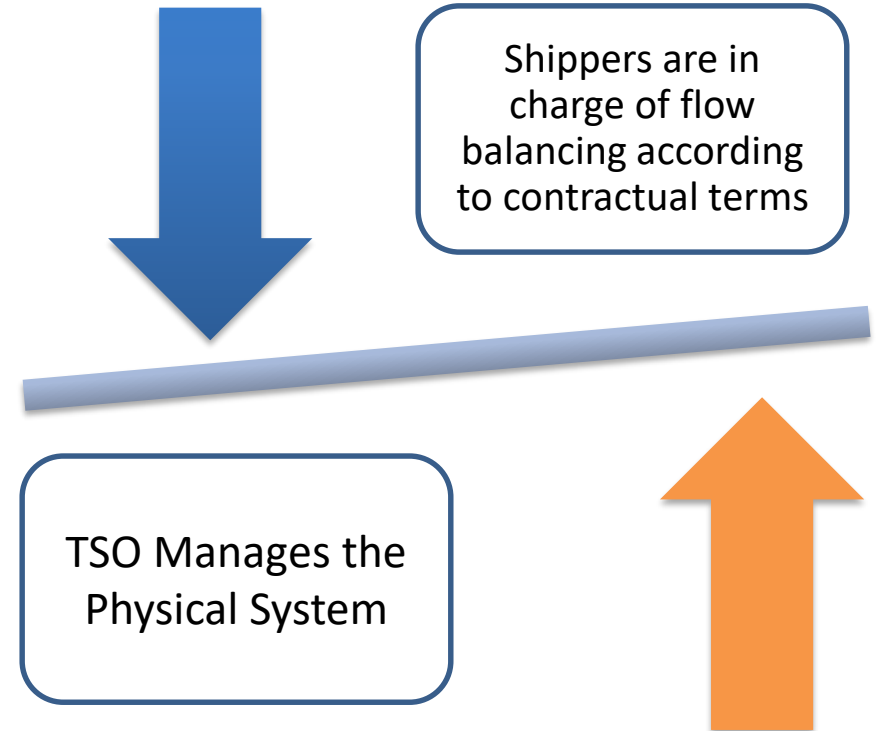 Shippers are in
charge of flow
balancing according
to contractual terms
TSO Manages the
Physical System